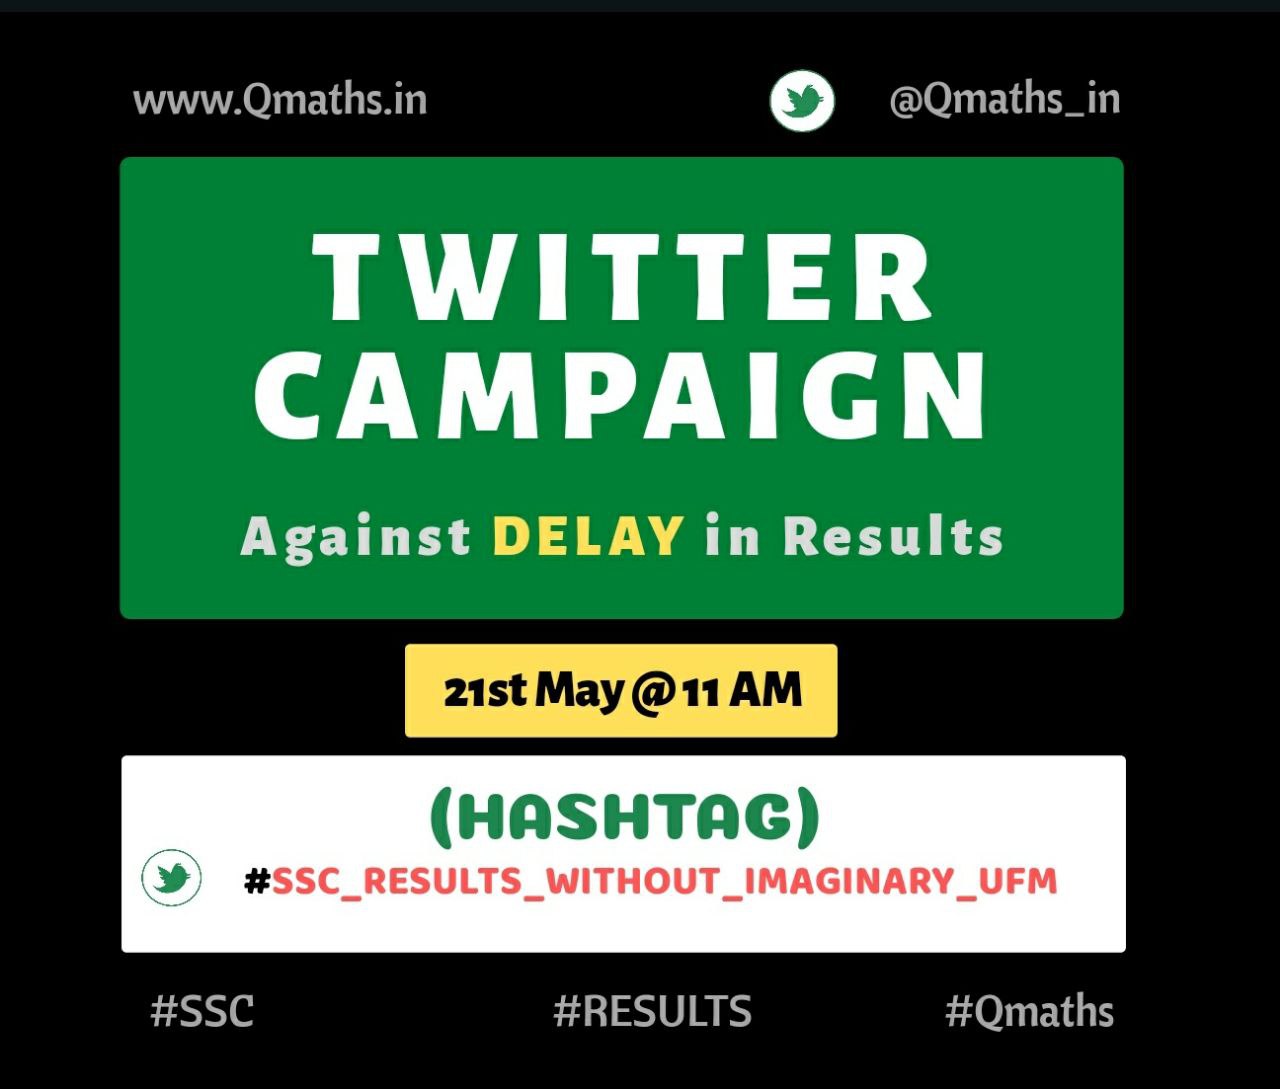 www.Qmaths.in
@Qmaths_in
TWITTER
CAMPAIGN
Against DELAY in Results
21st May @ 11 AM
(HASHTAG)
#SSC_RESULTS_WITHOUT_IMAGINARY_UFM
#SSC #RESULTS #Qmaths